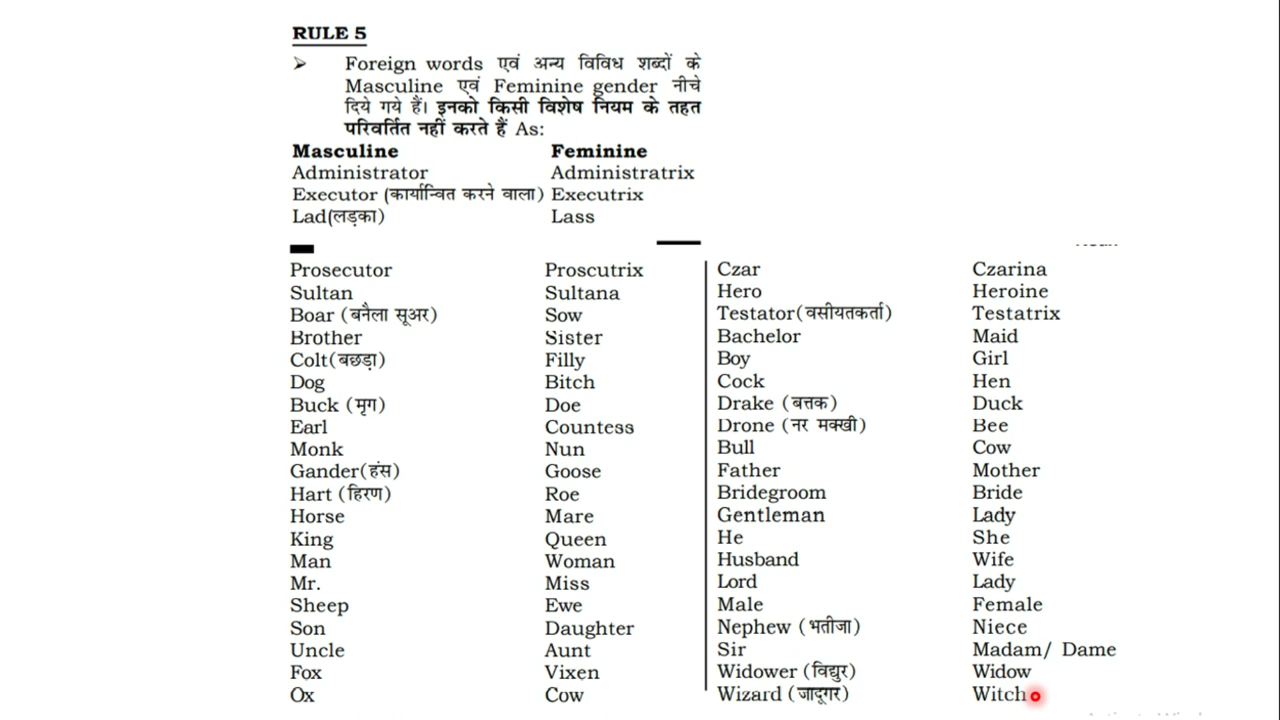 RULE 5
➢ Foreign words एवं अन्य विविध शब्दों के
Masculine एवं Feminine gender नीचे
दिये गये हैं। इनको किसी विशेष नियम के तहत
परिवर्तित नहीं करते हैं As:
Masculine Feminine
Administrator Administratrix
Executor (कार्यान्वित करने वाला) Executrix
Lad(लड़का) Lass
Prosecutor Proscutrix
Sultan Sultana
Boar (बनैला सूअर) Sow
Brother Sister
Colt(बछड़ा) Filly
Dog Bitch
Buck (मृग) Doe
Earl Countess
Monk Nun
Gander(हंस) Goose
Hart (हिरण) Roe
Horse Mare
King Queen
Man Woman
Mr. Miss
Sheep Ewe
Son Daughter
Uncle Aunt
Fox Vixen
Ox Cow
Czar Czarina
Hero Heroine
Testator(वसीयतकर्ता) Testatrix
Bachelor Maid
Boy Girl
Cock Hen
Drake (बत्तक) Duck
Drone (नर मक्खी) Bee
Bull Cow
Father Mother
Bridegroom Bride
Gentleman Lady
He She
Husband Wife
Lord Lady
Male Female
Nephew (भतीजा) Niece
Sir Madam/ Dame
Widower (विद्युर) Widow
Wizard (जादूगर) Witch